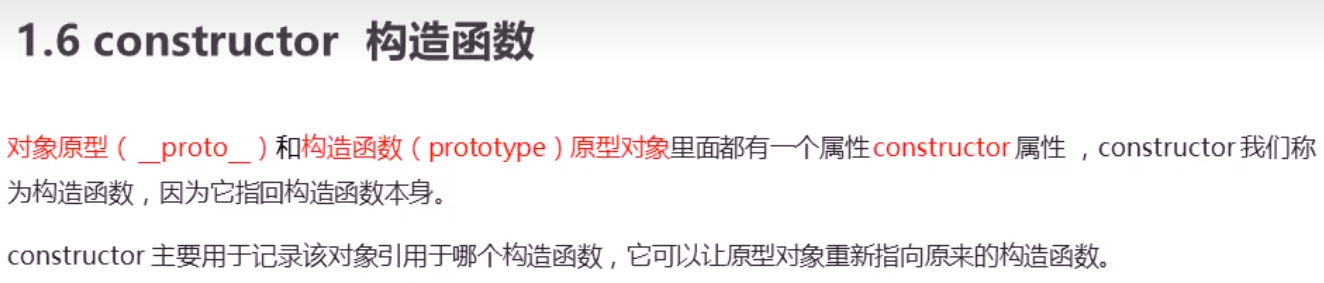 1.6 constructor 构造函数
对象原型（ __proto__）和构造函数（prototype）原型对象里面都有一个属性constructor属性 ，constructor 我们称
为构造函数，因为它指回构造函数本身。
constructor 主要用于记录该对象引用于哪个构造函数，它可以让原型对象重新指向原来的构造函数。